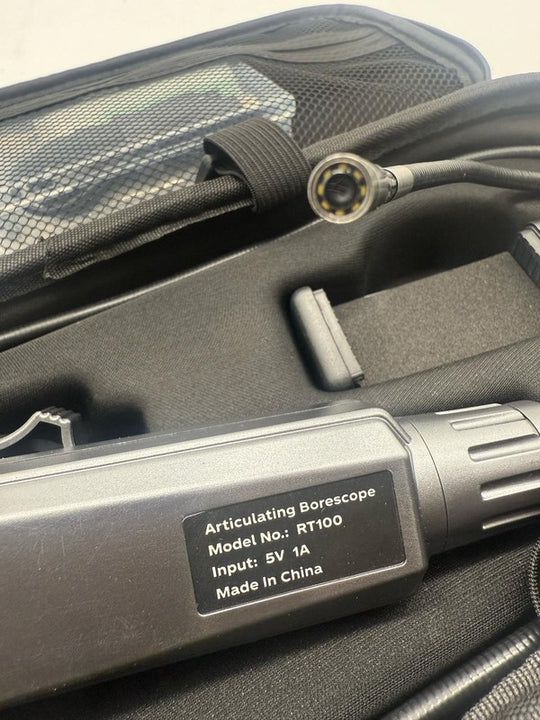 Articulating Borescope
Model No.: RT100
Input: 5V 1A
Made In China